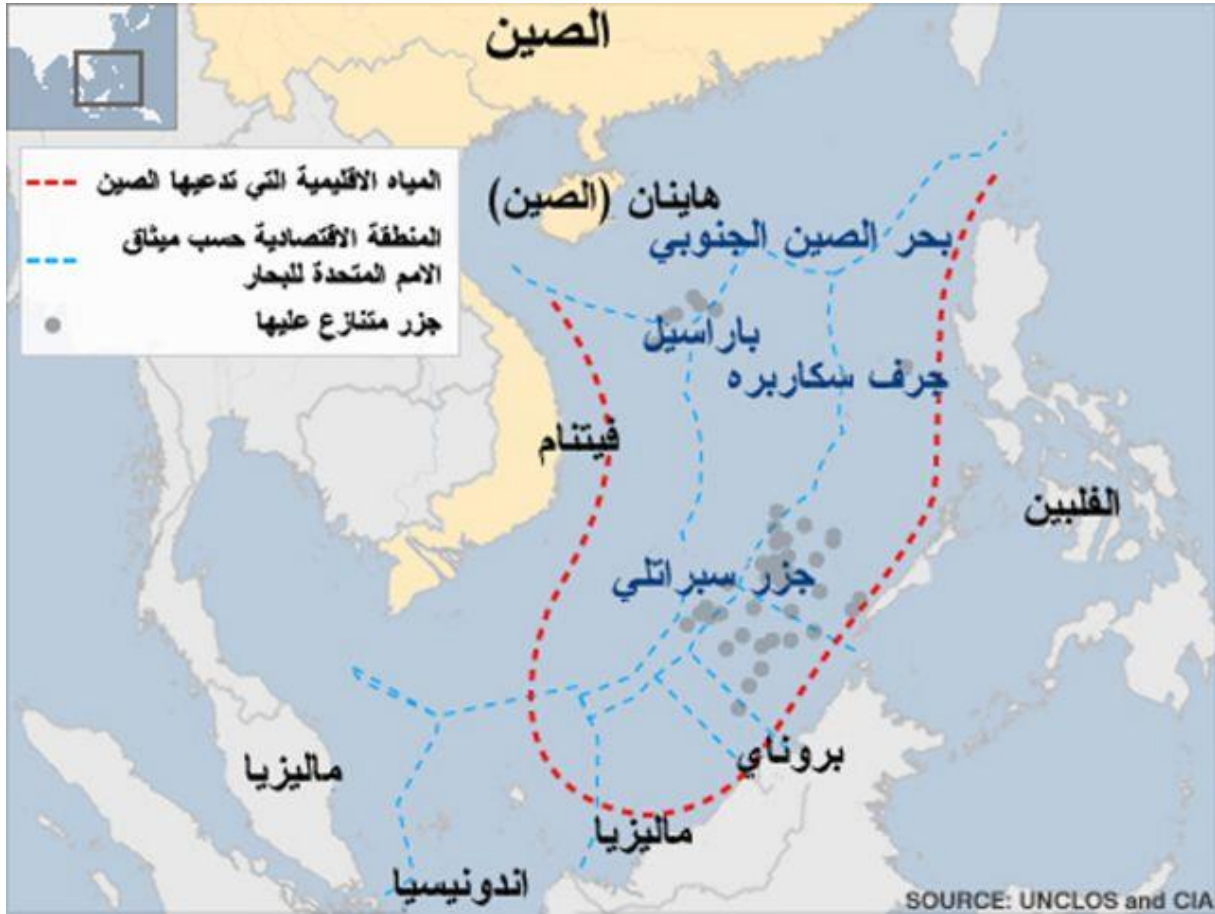 الصين
المياه الاقليمية التي تدعيها الصين
المنطقة الاقتصادية حسب ميثاق
الامم المتحدة للبحار
جزر متنازع عليها
هاينان (الصين)
بحر الصين الجنوبي
باراسيل
جرف سكاربره
فيتنام
الفلبين
جزر سبراتلي
بروناي
ماليزيا
ماليزيا
اندونيسيا
SOURCE: UNCLOS and CIA